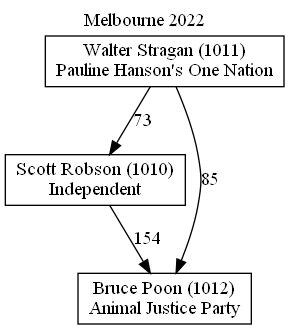 Melbourne 2022
Walter Stragan (1011)
Pauline Hanson's One Nation
73
Scott Robson (1010)
Independent
85
154
Bruce Poon (1012)
Animal Justice Party